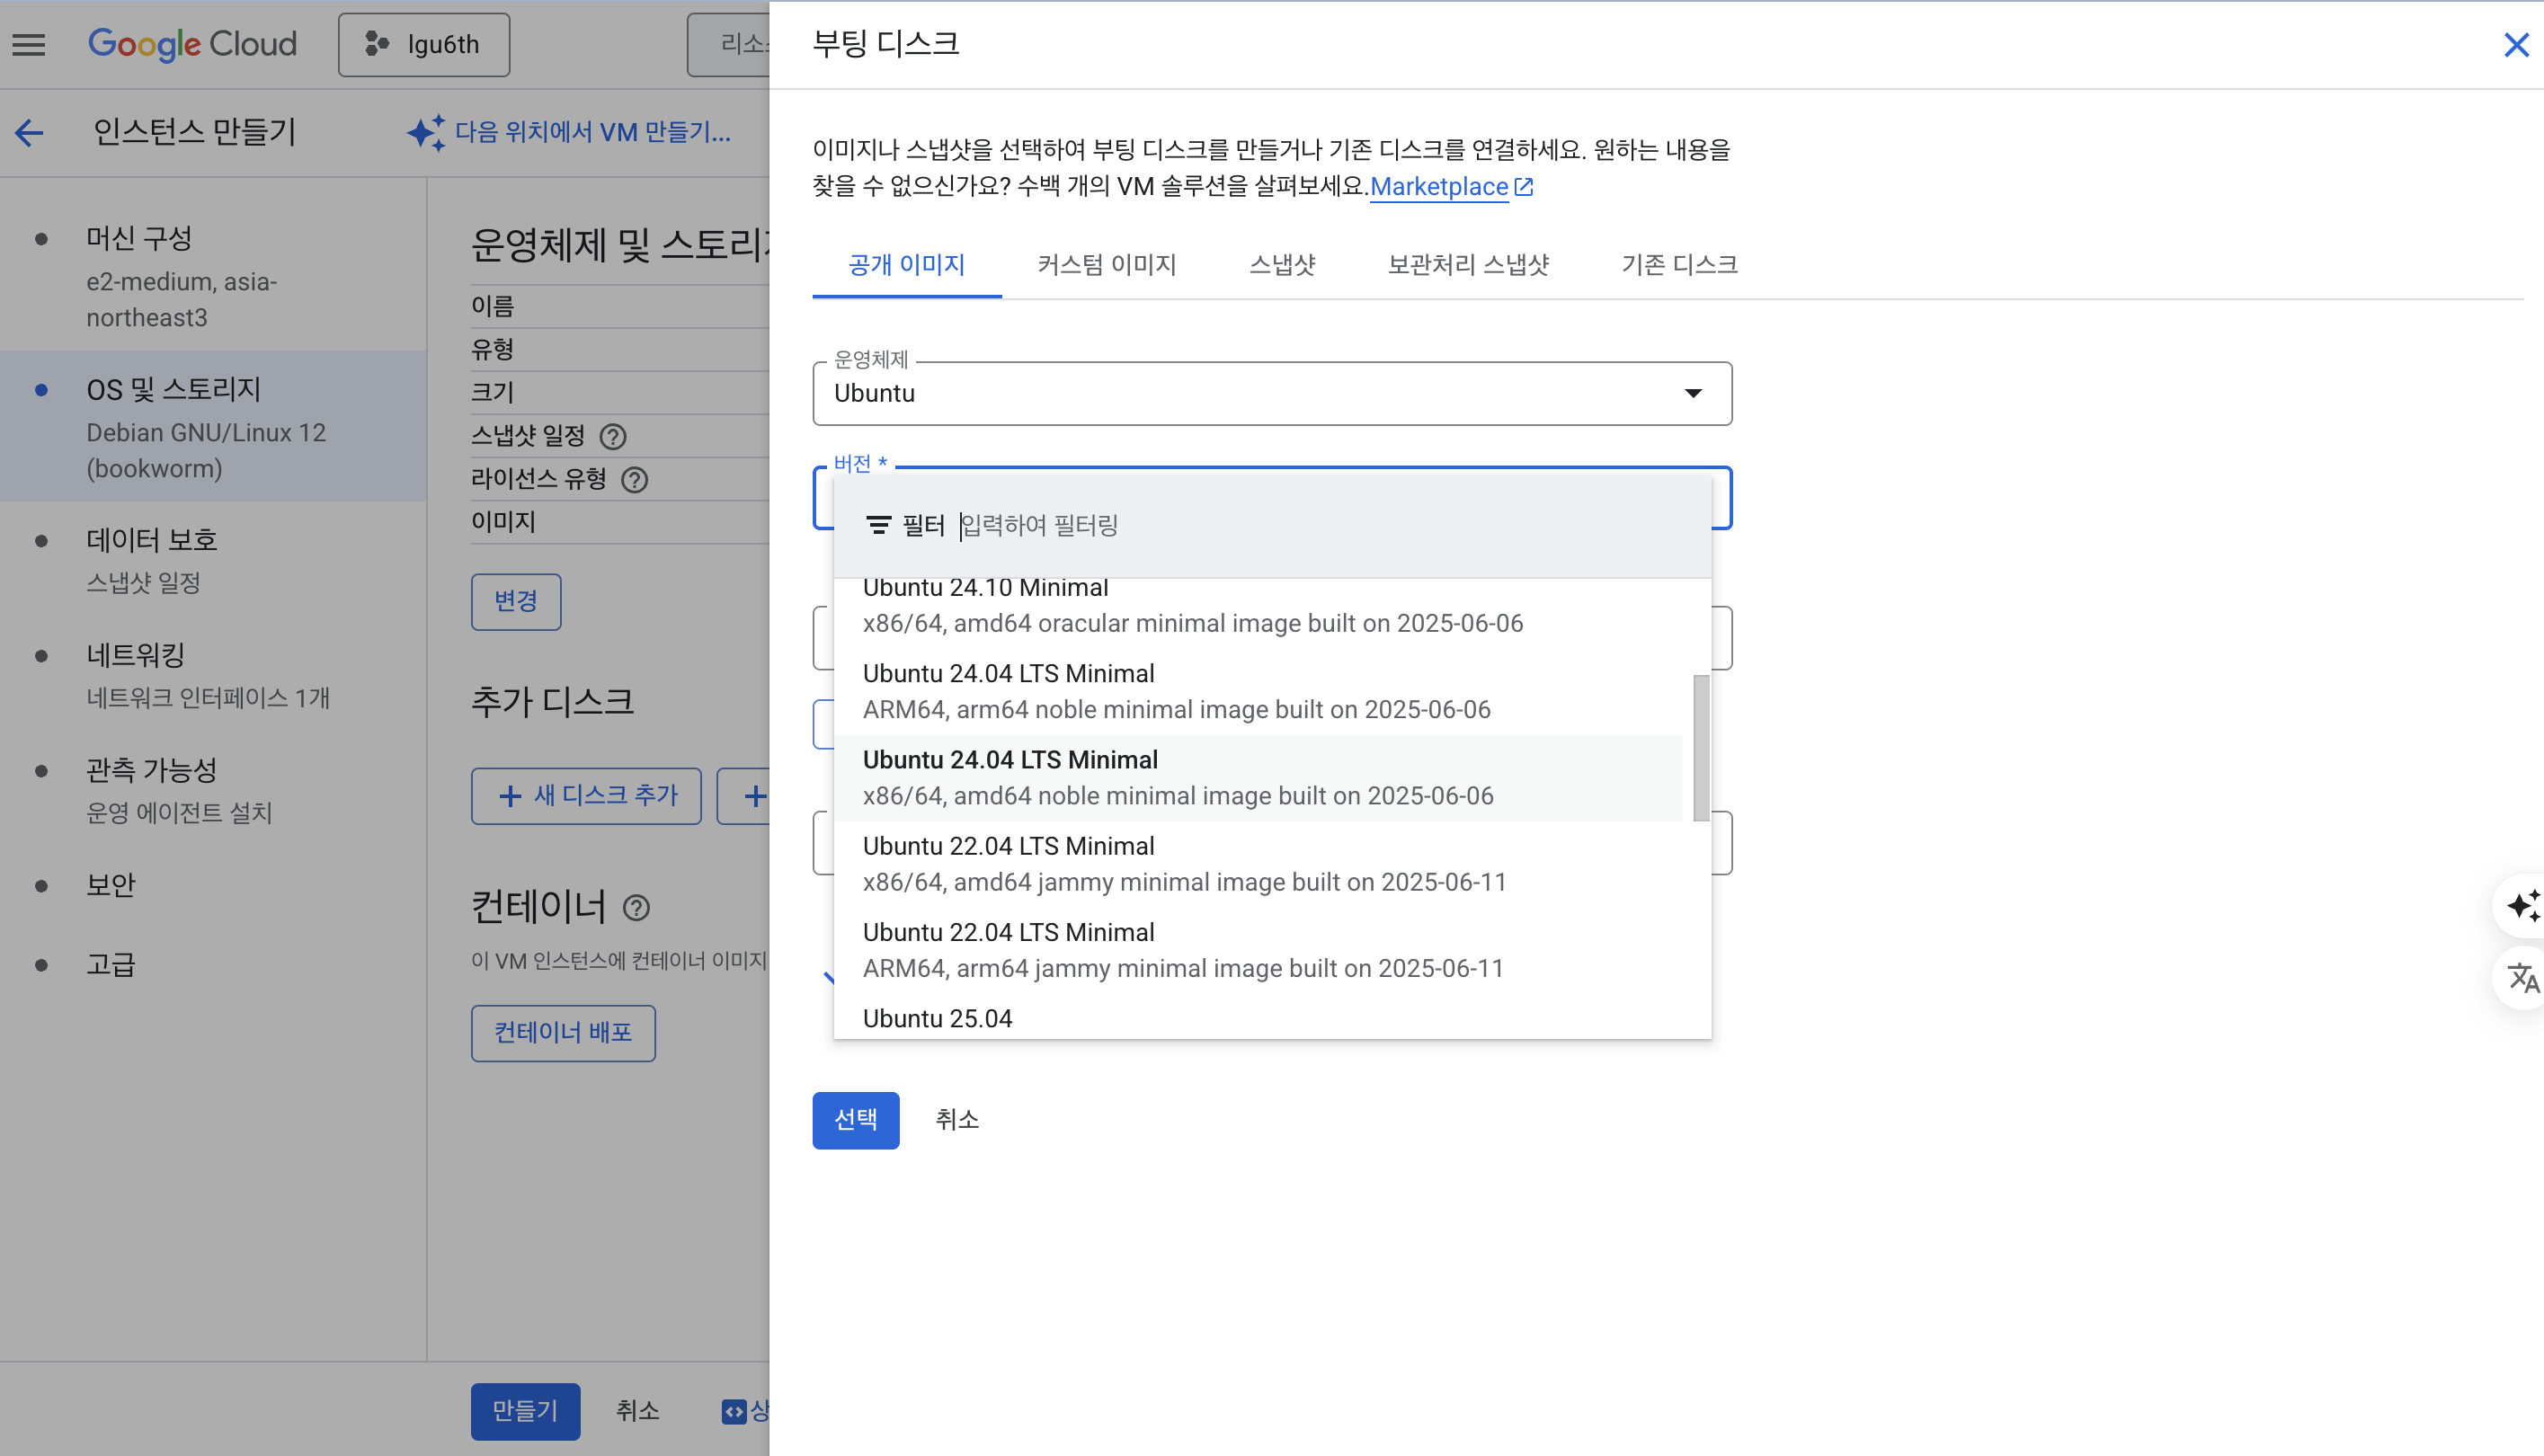 Google Cloud
lgu6th
리소
인스턴스 만들기
다음 위치에서 VM 만들기...
머신 구성
e2-medium, asia-
northeast3
OS 및 스토리지
Debian GNU/Linux 12
(bookworm)
데이터 보호
스냅샷 일정
네트워킹
네트워크 인터페이스 1개
관측 가능성
운영 에이전트 설치
보안
고급
운영체제 및 스토리지
이름
유형
크기
스냅샷 일정
라이선스 유형
이미지
변경
추가 디스크
새 디스크 추가
컨테이너
이 VM 인스턴스에 컨테이너 이미지
컨테이너 배포
만들기
취소
상
부팅 디스크
이미지나 스냅샷을 선택하여 부팅 디스크를 만들거나 기존 디스크를 연결하세요. 원하는 내용을
찾을 수 없으신가요? 수백 개의 VM 솔루션을 살펴보세요.Marketplace
공개 이미지
커스텀 이미지
스냅샷
보관처리 스냅샷
기존 디스크
운영체제
Ubuntu
버전 *
필터 입력하여 필터링
Ubuntu 24.10 Minimal
x86/64, amd64 oracular minimal image built on 2025-06-06
Ubuntu 24.04 LTS Minimal
ARM64, arm64 noble minimal image built on 2025-06-06
Ubuntu 24.04 LTS Minimal
x86/64, amd64 noble minimal image built on 2025-06-06
Ubuntu 22.04 LTS Minimal
x86/64, amd64 jammy minimal image built on 2025-06-11
Ubuntu 22.04 LTS Minimal
ARM64, arm64 jammy minimal image built on 2025-06-11
Ubuntu 25.04
선택
취소